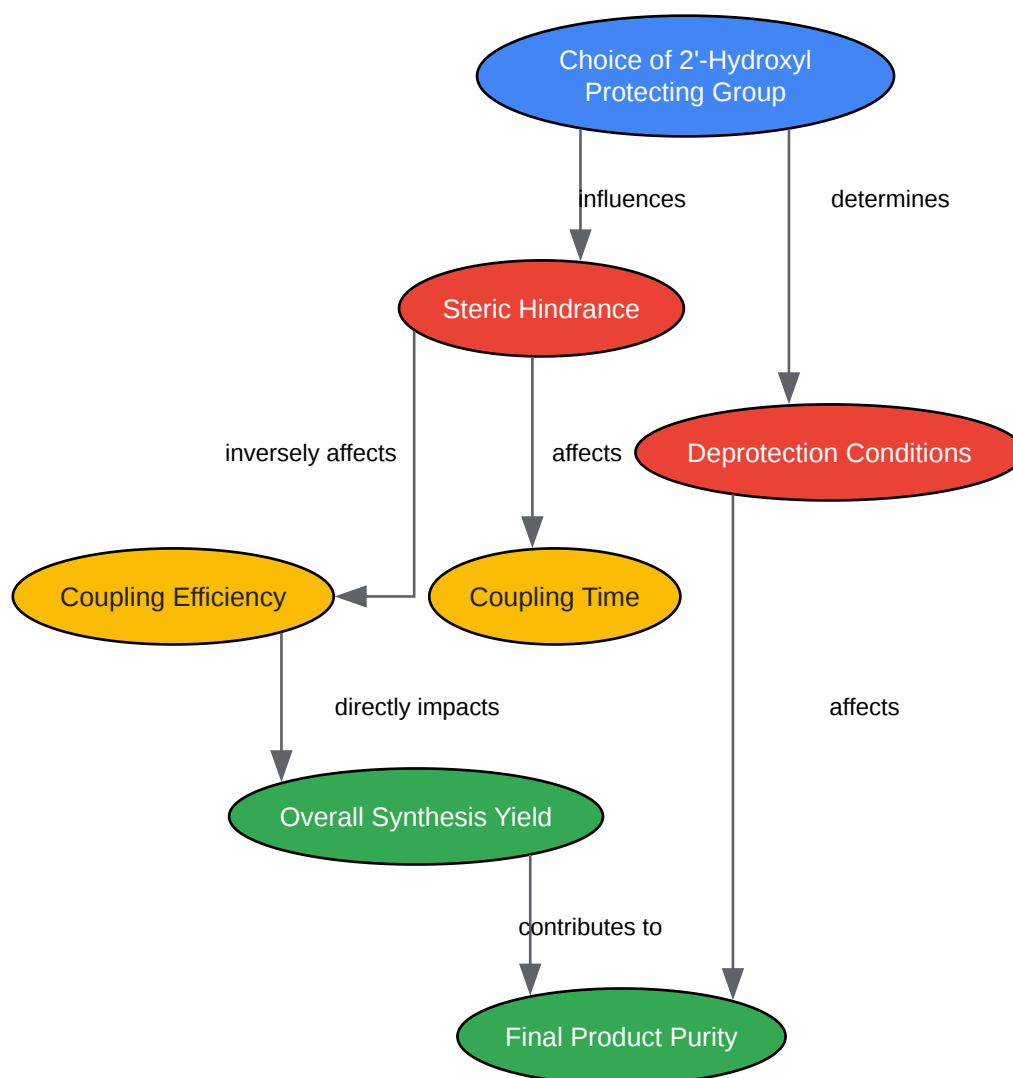 Choice of 2'-Hydroxyl
Protecting Group
influences
determines
Steric Hindrance
inversely affects
affects
Deprotection Conditions
Coupling Efficiency
Coupling Time
directly impacts
affects
Overall Synthesis Yield
contributes to
Final Product Purity